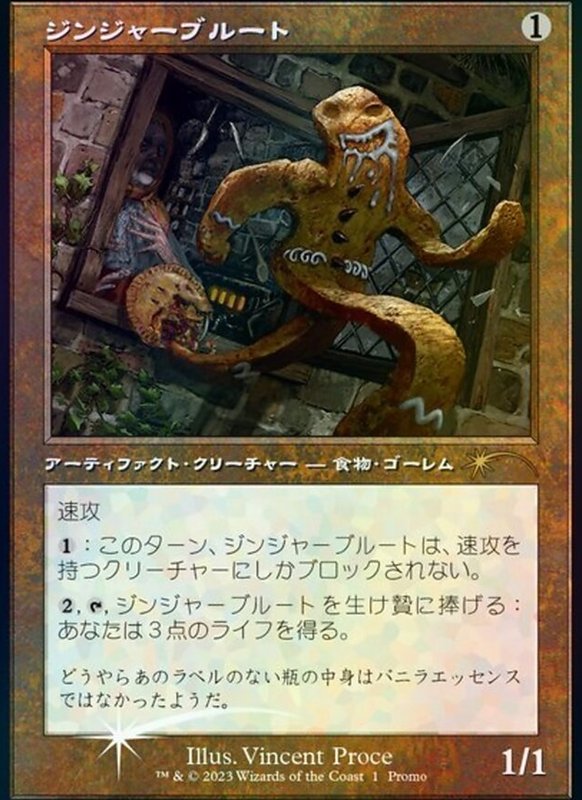 ジンジャーブルート 1
アーティファクト・クリーチャー — 食物・ゴーレム
速攻
1：このターン、ジンジャーブルートは、速攻を
持つクリーチャーにしかブロックされない。
2, , ジンジャーブルートを生け贄に捧げる：
あなたは３点のライフを得る。
どうやらあのラベルのない瓶の中身はバニラエッセンス
ではなかったようだ。
Illus. Vincent Proce
™ & © 2023 Wizards of the Coast 1 Promo
1/1